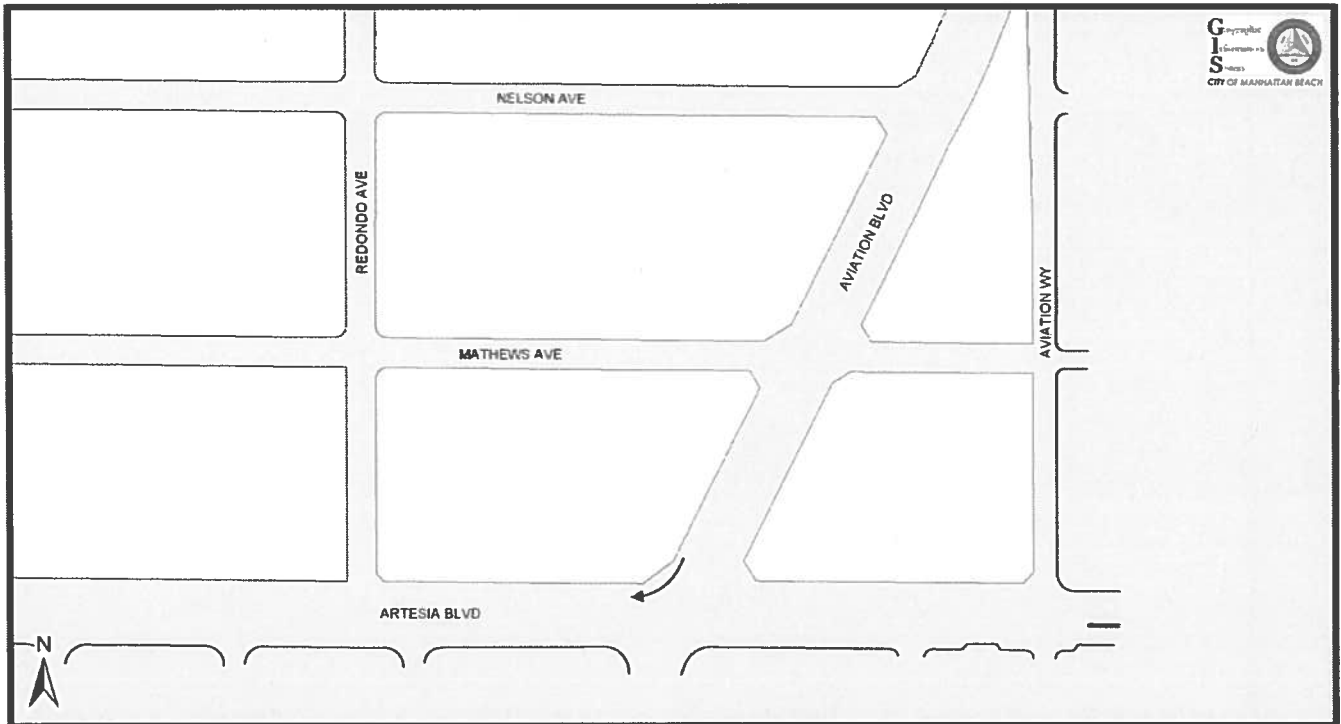 G
I
S
CITY OF MANHATTAN BEACH
NELSON AVE
REDONDO AVE
AVIATION BLVD
AVIATION WY
MATHEWS AVE
ARTESIA BLVD
N